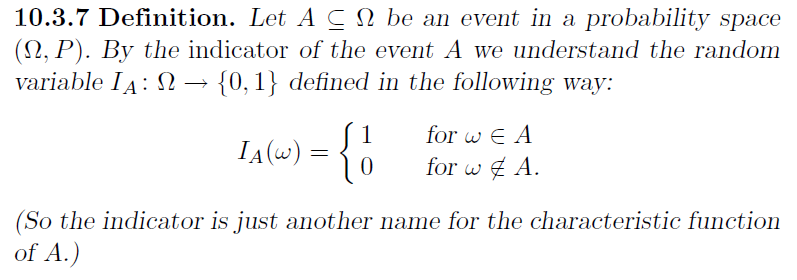 10.3.7 Definition. Let A ⊆ Ω be an event in a probability space
(Ω, P). By the indicator of the event A we understand the random
variable I_A: Ω → {0, 1} defined in the following way:
I_A(ω) = { 1 for ω ∈ A
0 for ω ∉ A.
(So the indicator is just another name for the characteristic function
of A.)